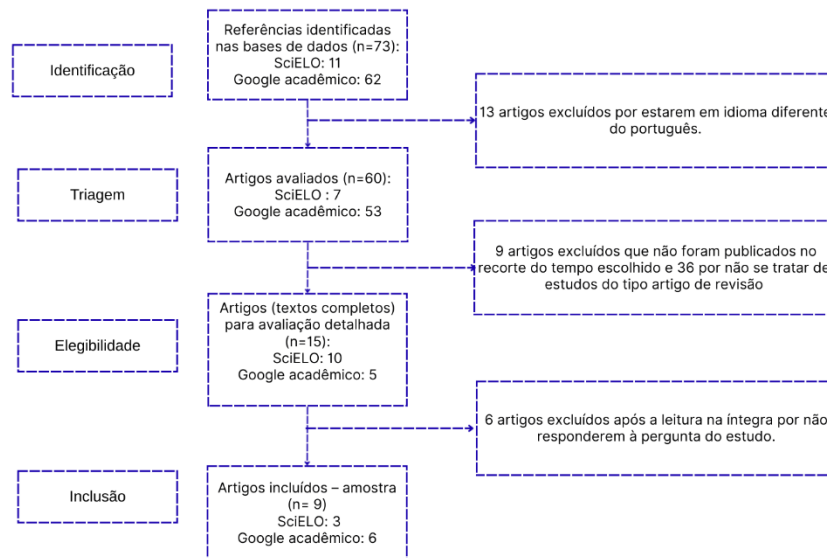 Identificação
Referências identificadas
nas bases de dados (n=73):
SciELO: 11
Google acadêmico: 62
13 artigos excluídos por estarem em idioma diferente
do português.
Triagem
Artigos avaliados (n=60):
SciELO : 7
Google acadêmico: 53
9 artigos excluídos que não foram publicados no
recorte do tempo escolhido e 36 por não se tratar de
estudos do tipo artigo de revisão
Elegibilidade
Artigos (textos completos)
para avaliação detalhada
(n=15):
SciELO: 10
Google acadêmico: 5
6 artigos excluídos após a leitura na íntegra por não
responderem à pergunta do estudo.
Inclusão
Artigos incluídos – amostra
(n= 9)
SciELO: 3
Google acadêmico: 6